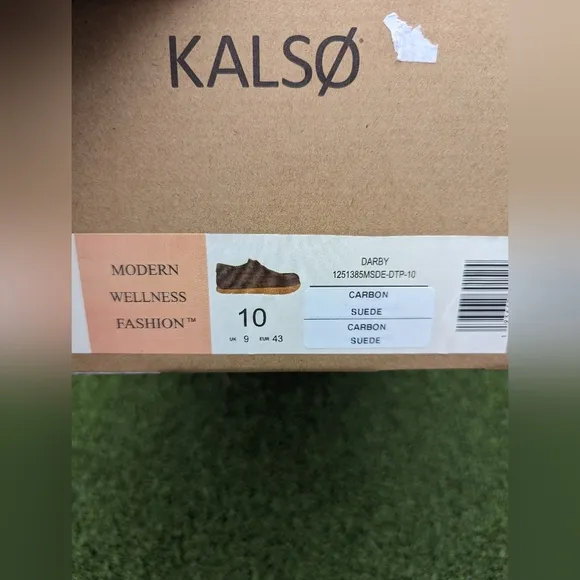 KALSØ
MODERN
WELLNESS
FASHION™
10
UK 9 EUR 43
DARBY
1251385MSDE-DTP-10
CARBON
SUEDE
CARBON
SUEDE